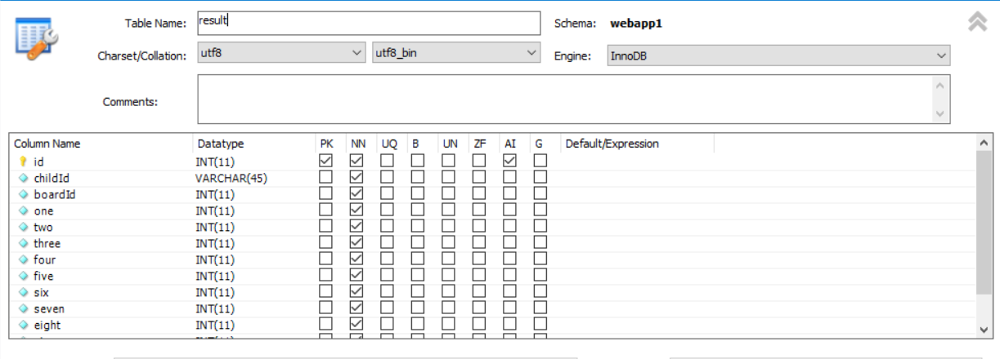 Table Name: result Schema: webapp1
Charset/Collation: utf8 utf8_bin Engine: InnoDB
Comments:
Column Name Datatype PK NN UQ B UN ZF AI G Default/Expression
id INT(11)
childId VARCHAR(45)
boardId INT(11)
one INT(11)
two INT(11)
three INT(11)
four INT(11)
five INT(11)
six INT(11)
seven INT(11)
eight INT(11)